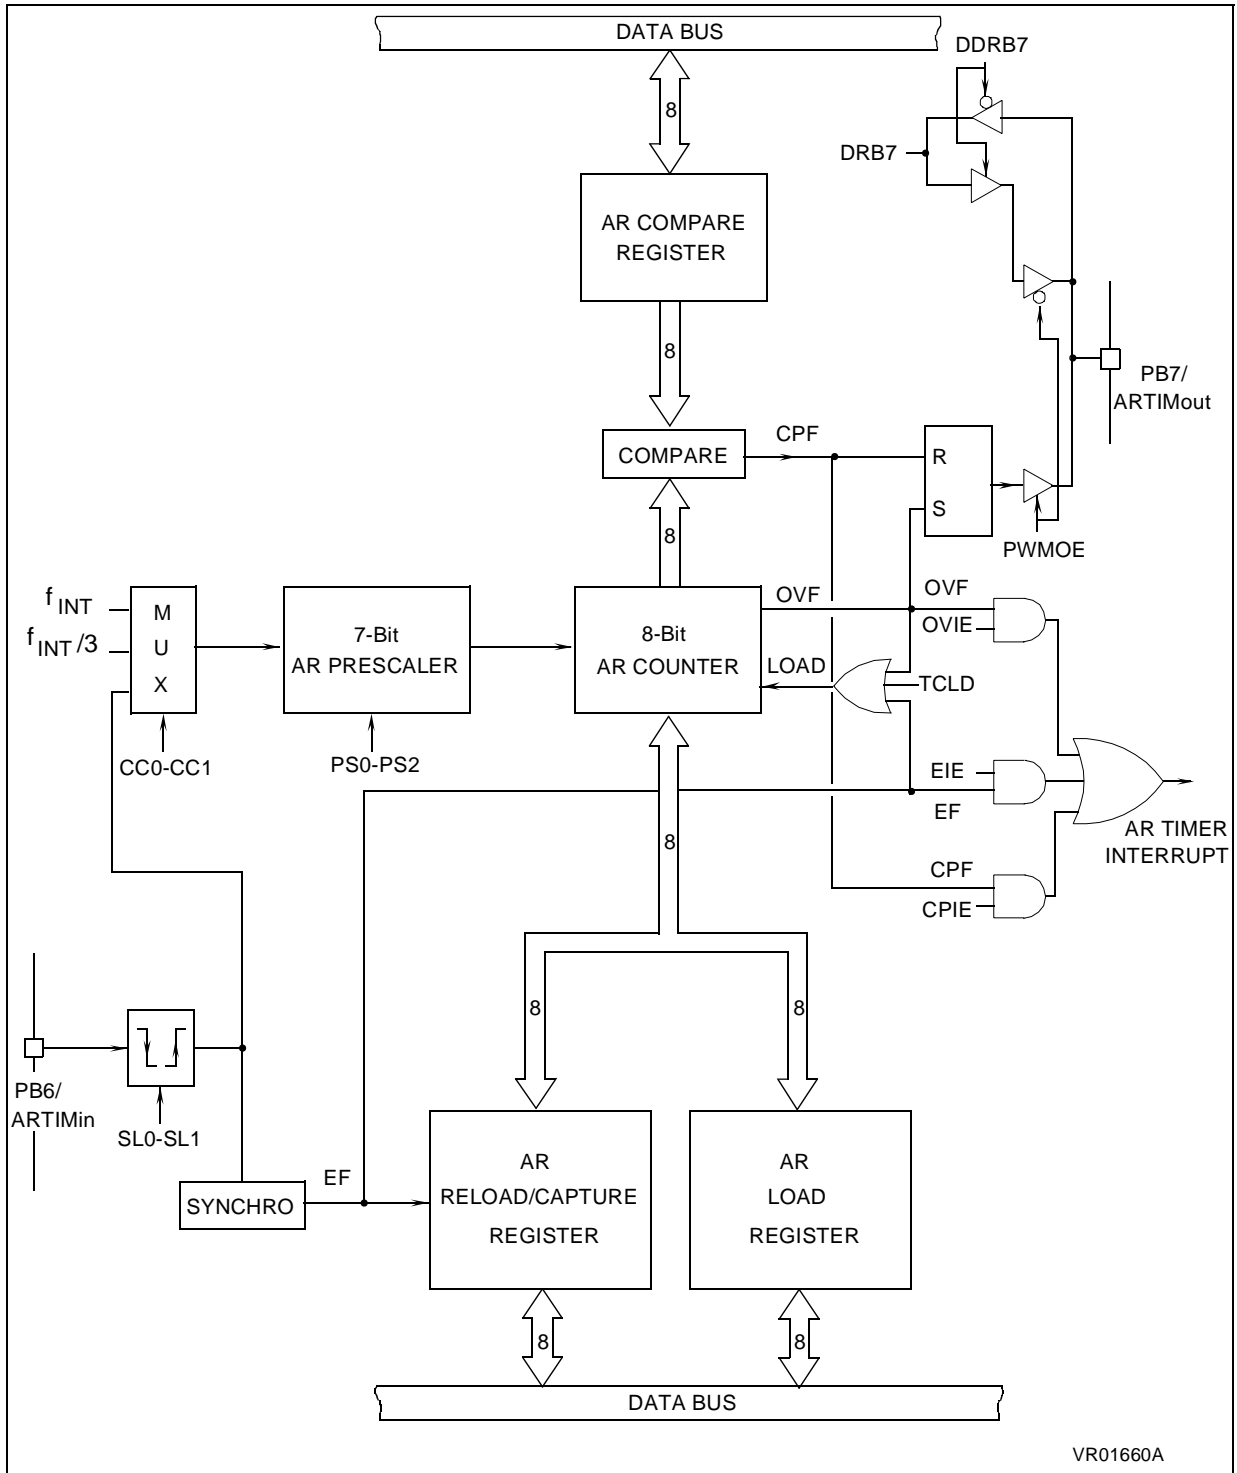 DATA BUS
DDRB7
8
DRB7
AR COMPARE
REGISTER
8
PB7/
ARTIMout
CPF
COMPARE
R
S
8
PWMOE
fINT
fINT/3
M
U
X
7-Bit
AR PRESCALER
8-Bit
AR COUNTER
OVF
OVF
OVIE
LOAD
TCLD
CC0-CC1
PS0-PS2
EIE
EF
AR TIMER
INTERRUPT
8
CPF
CPIE
8
8
PB6/
ARTIMin
SL0-SL1
SYNCHRO
EF
AR
RELOAD/CAPTURE
REGISTER
AR
LOAD
REGISTER
8
8
DATA BUS
VR01660A